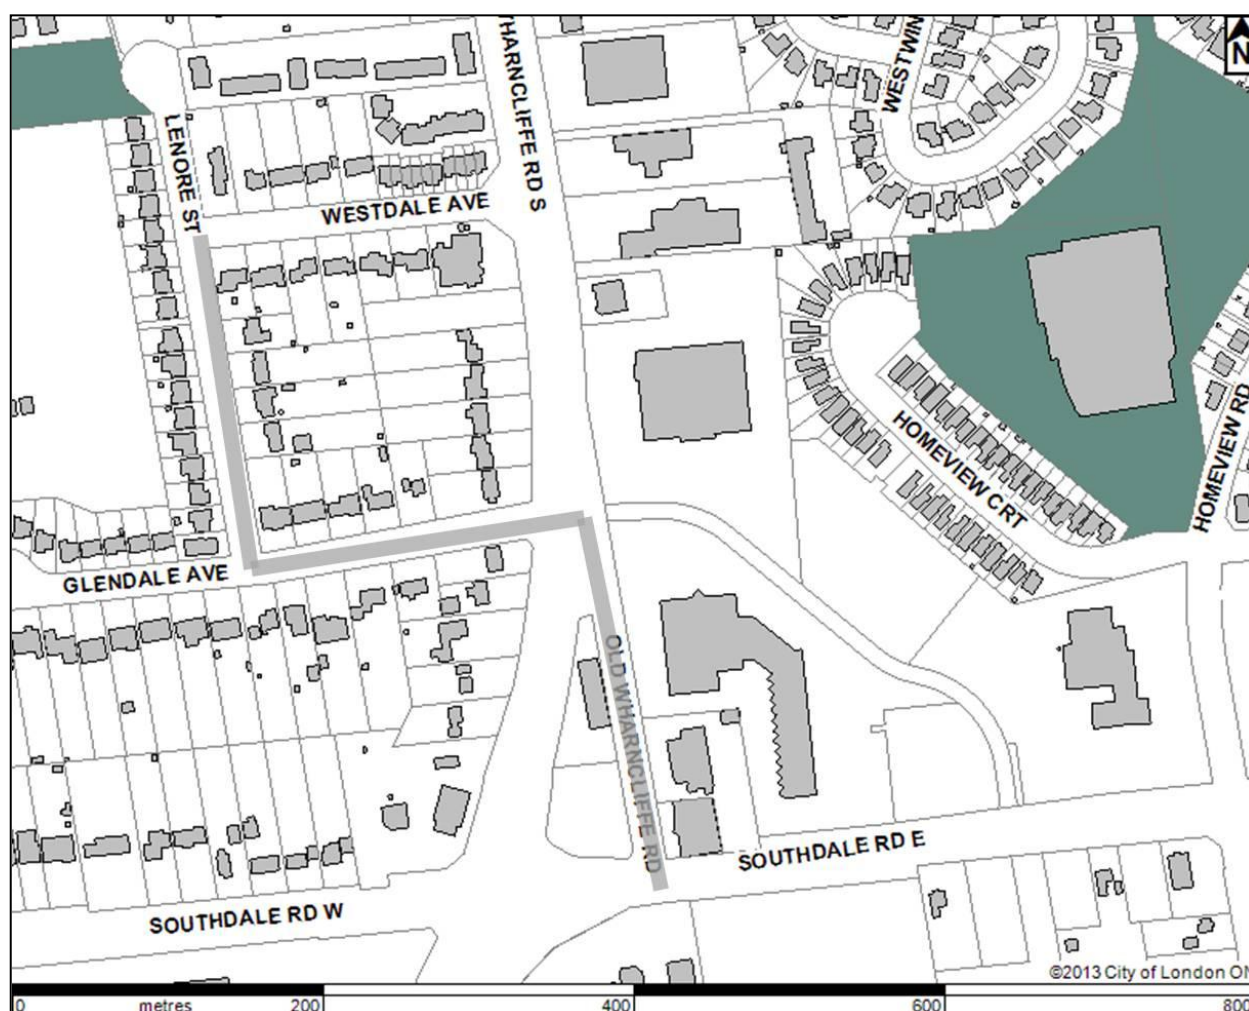 WHARNCLIFFE RD S
WESTWIN
N
LENORE ST
WESTDALE AVE
HOMEVIEW CRT
HOMEVIEW RD
GLENDALE AVE
OLD WHARNCLIFFE RD
SOUTHDALE RD E
SOUTHDALE RD W
©2013 City of London ON
0 metres 200 400 600 800